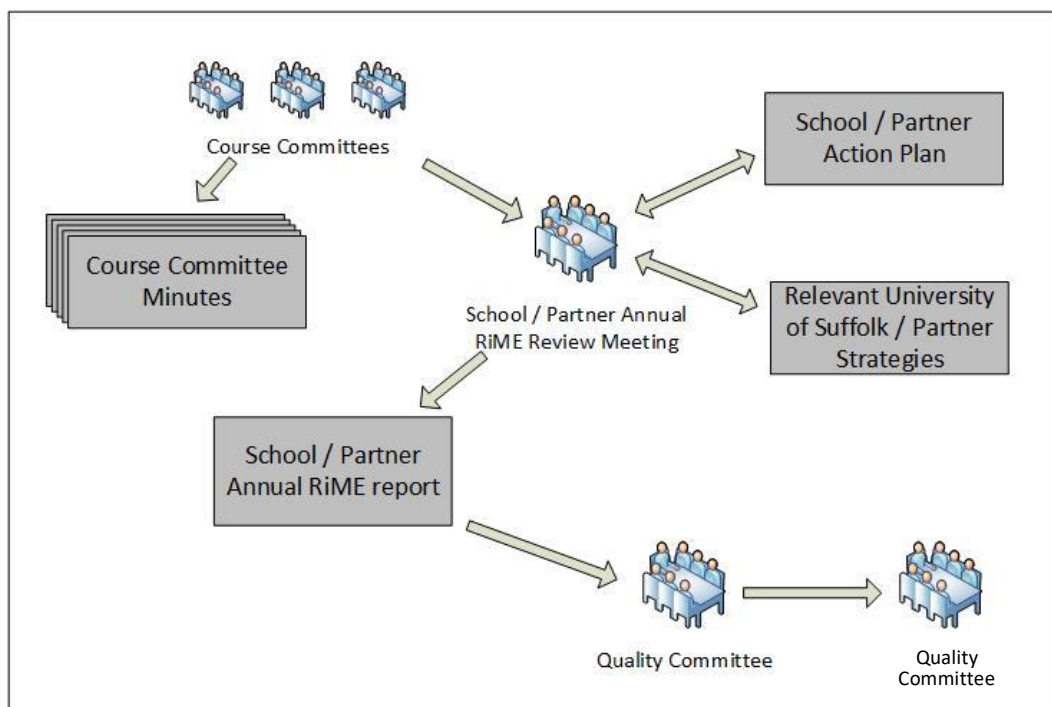 Course Committees
School / Partner
Action Plan
Course Committee
Minutes
School / Partner Annual
RiME Review Meeting
Relevant University
of Suffolk / Partner
Strategies
School / Partner
Annual RiME report
Quality Committee
Quality
Committee